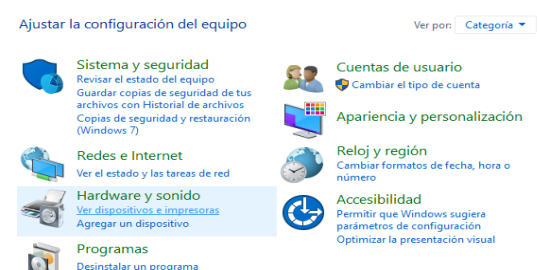 Ajustar la configuración del equipo
Ver por: Categoría
Sistema y seguridad
Revisar el estado del equipo
Guardar copias de seguridad de tus
archivos con Historial de archivos
Copias de seguridad y restauración
(Windows 7)
Redes e Internet
Ver el estado y las tareas de red
Hardware y sonido
Ver dispositivos e impresoras
Agregar un dispositivo
Programas
Desinstalar un programa
Cuentas de usuario
Cambiar el tipo de cuenta
Apariencia y personalización
Reloj y región
Cambiar formatos de fecha, hora o
número
Accesibilidad
Permitir que Windows sugiera
parámetros de configuración
Optimizar la presentación visual